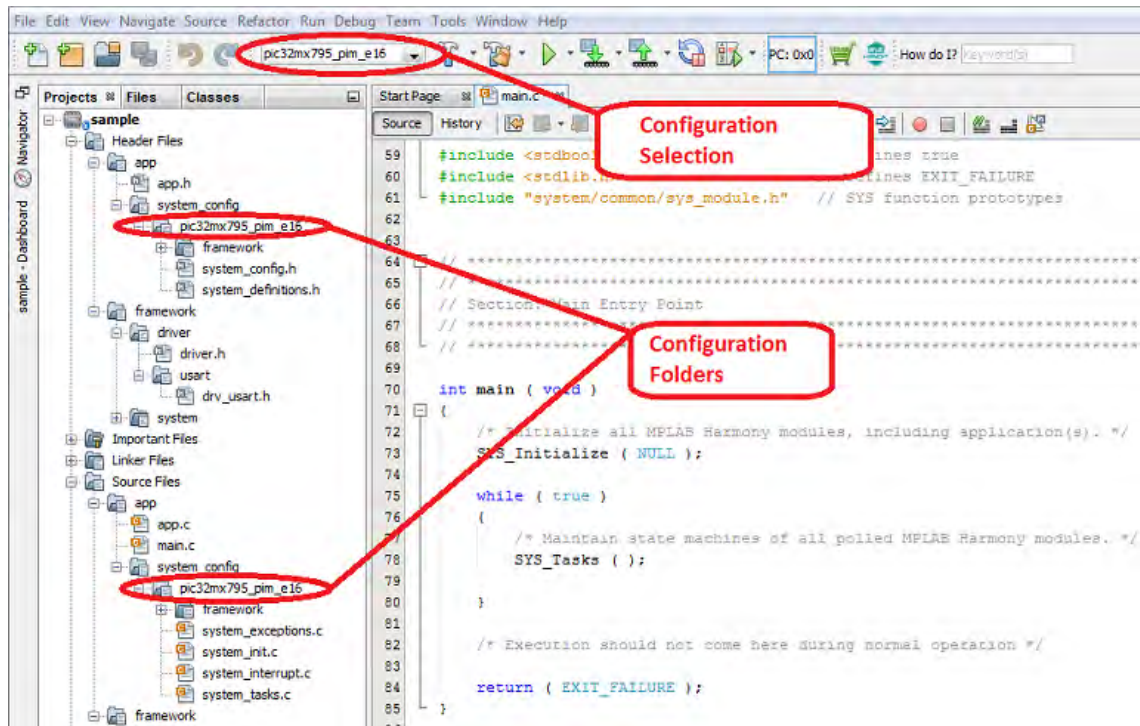 File Edit View Navigate Source Refactor Run Debug Team Tools Window Help
pic32mx795_pim_e16
PC: 0x0
How do I?
Keyword(s)
Projects
Files
Classes
Start Page
main.c
Navigator
sample - Dashboard
Source
History
sample
Header Files
app
app.h
system_config
pic32mx795_pim_e16
framework
system_config.h
system_definitions.h
framework
driver
driver.h
usart
drv_usart.h
system
Important Files
Linker Files
Source Files
app
app.c
main.c
system_config
pic32mx795_pim_e16
framework
system_exceptions.c
system_init.c
system_interrupt.c
system_tasks.c
framework
Configuration
Selection
Configuration
Folders
59 #include <stdboo ines true
60 #include <stdlib.h efines EXIT_FAILURE
61 #include "system/common/sys_module.h" // SYS function prototypes
62
63
64 // ****************************************************************************
65 // ****************************************************************************
66 // Section: Main Entry Point
67 // ****************************************************************************
68 // ****************************************************************************
69
70 int main ( void )
71 {
72 /* Initialize all MPLAB Harmony modules, including application(s). */
73 SYS_Initialize ( NULL );
74
75 while ( true )
76 {
77 /* Maintain state machines of all polled MPLAB Harmony modules. */
78 SYS_Tasks ( );
79
80 }
81
82 /* Execution should not come here during normal operation */
83
84 return ( EXIT_FAILURE );
85 }